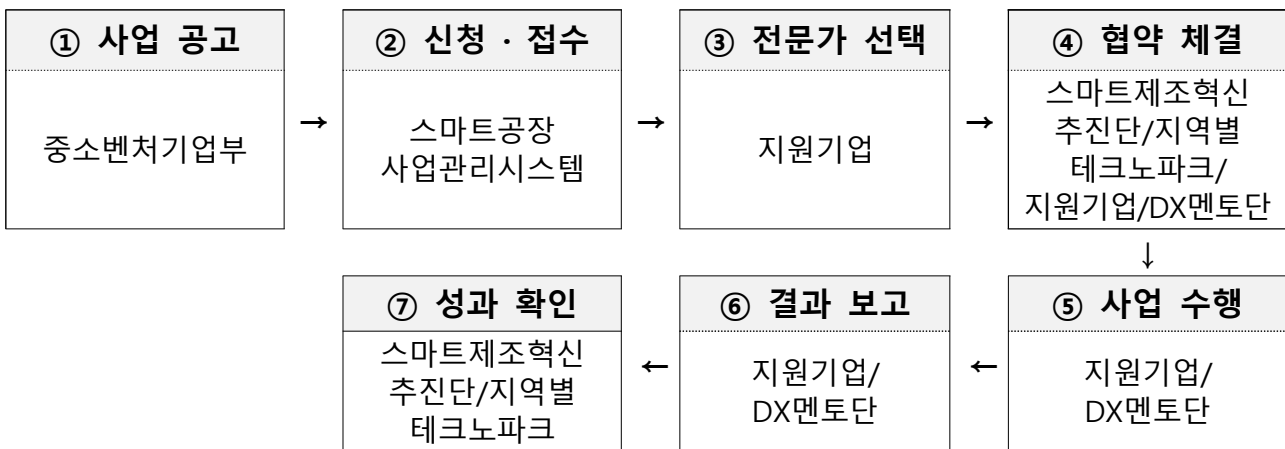 ① 사업 공고
중소벤처기업부
→
② 신청 · 접수
스마트공장
사업관리시스템
→
③ 전문가 선택
지원기업
→
④ 협약 체결
스마트제조혁신
추진단/지역별
테크노파크/
지원기업/DX멘토단
↓
⑤ 사업 수행
지원기업/
DX멘토단
←
⑥ 결과 보고
지원기업/
DX멘토단
←
⑦ 성과 확인
스마트제조혁신
추진단/지역별
테크노파크